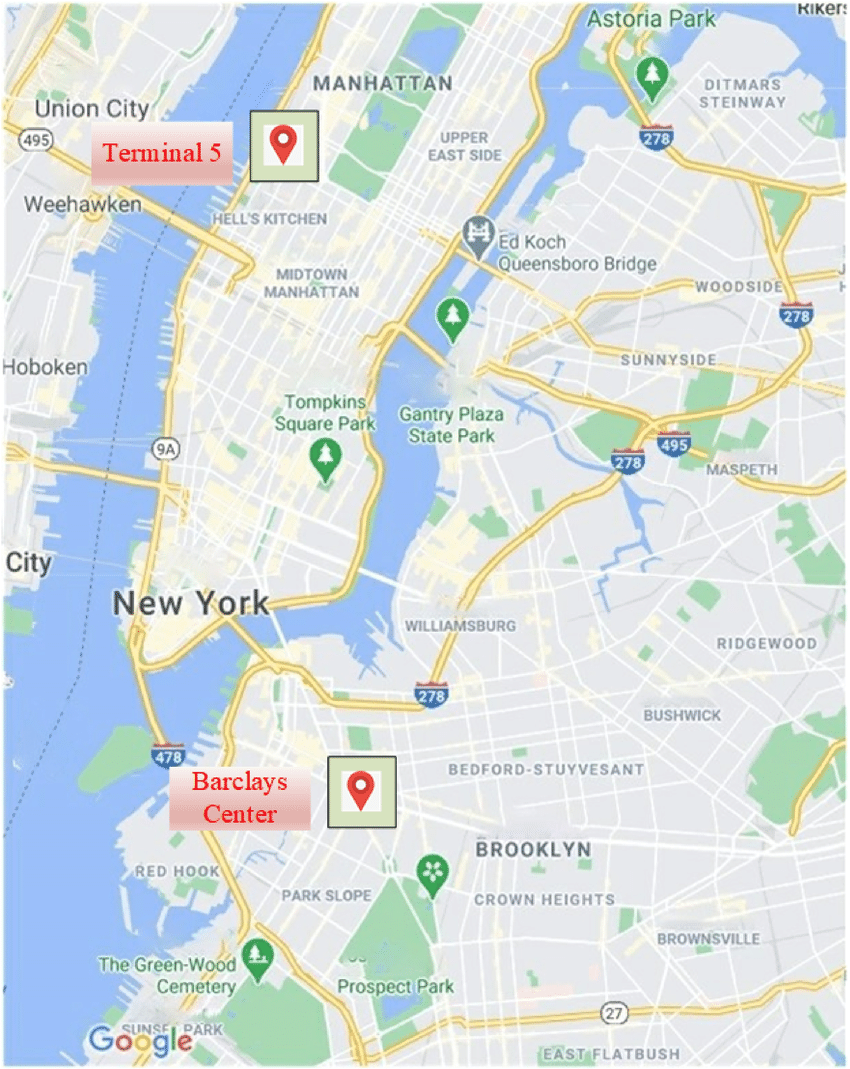 Rikers
Astoria Park
MANHATTAN
DITMARS
STEINWAY
Union City
495
Terminal 5
278
UPPER
EAST SIDE
Weehawken
HELL'S KITCHEN
Ed Koch
Queensboro Bridge
MIDTOWN
MANHATTAN
WOODSIDE
278
SUNNYSIDE
Hoboken
Tompkins
Square Park
Gantry Plaza
State Park
9A
495
278
MASPETH
City
New York
WILLIAMSBURG
RIDGEWOOD
278
BUSHWICK
478
BEDFORD-STUYVESANT
Barclays
Center
BROOKLYN
RED HOOK
PARK SLOPE
CROWN HEIGHTS
BROWNSVILLE
The Green-Wood
Cemetery
Prospect Park
27
SUNSET PARK
Google
EAST FLATBUSH